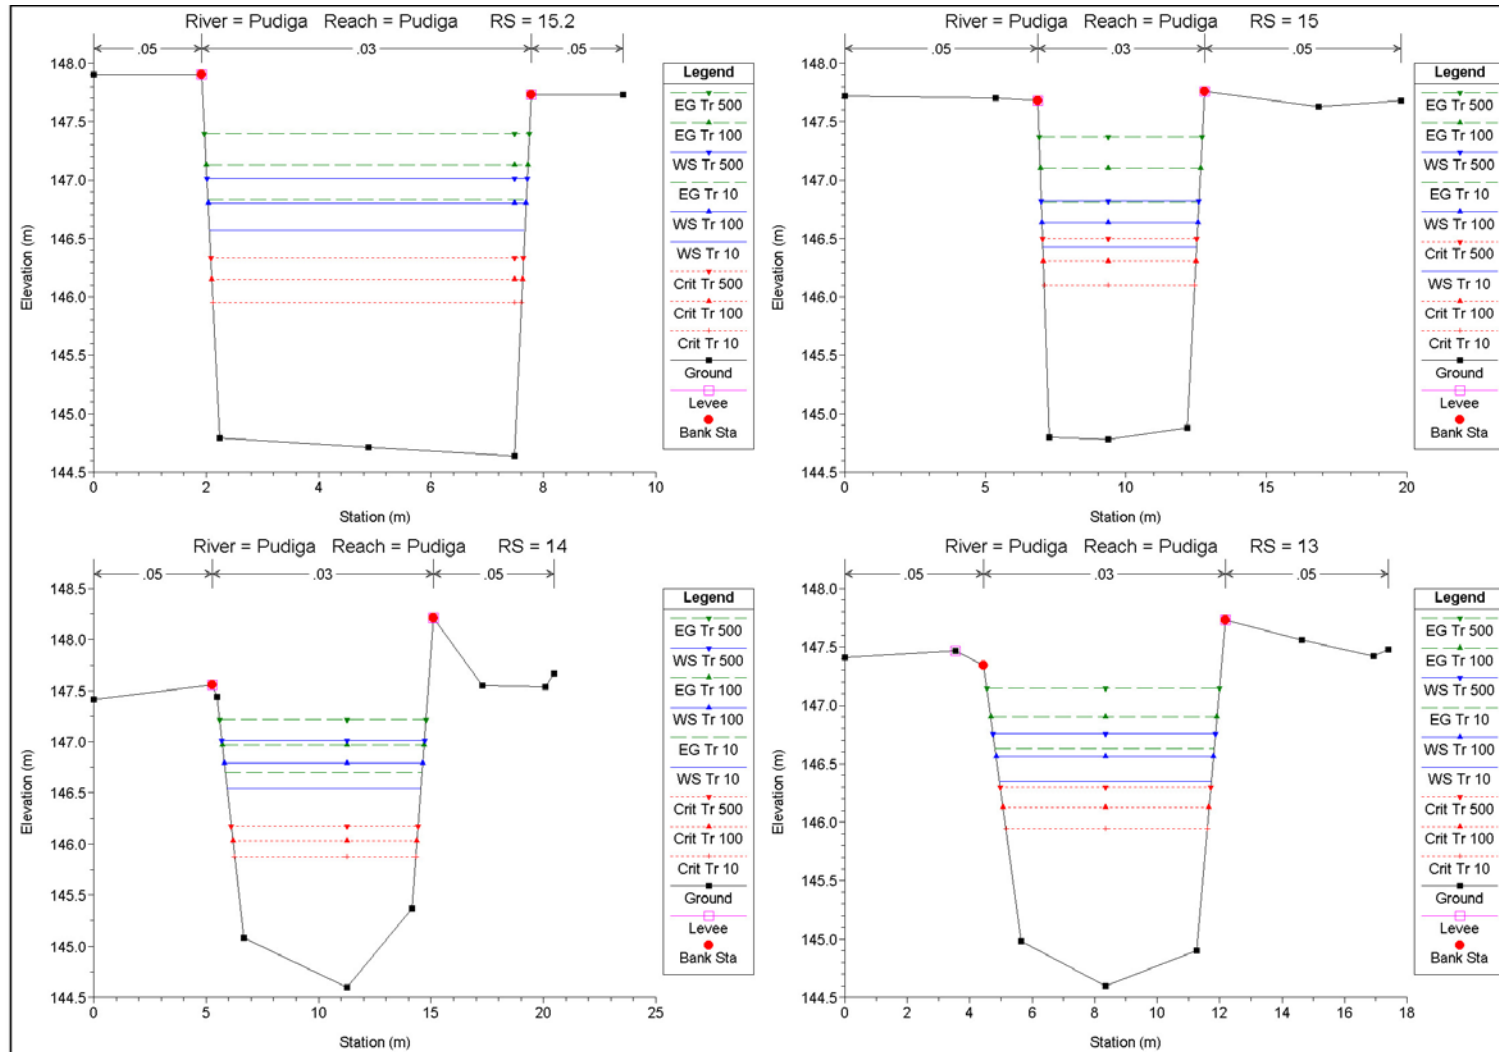 River = Pudiga Reach = Pudiga RS = 15.2
.05 .03 .05
148.0
147.5
147.0
146.5
146.0
145.5
145.0
144.5
Elevation (m)
0 2 4 6 8 10
Station (m)
Legend
EG Tr 500
EG Tr 100
WS Tr 500
EG Tr 10
WS Tr 100
WS Tr 10
Crit Tr 500
Crit Tr 100
Crit Tr 10
Ground
Levee
Bank Sta
River = Pudiga Reach = Pudiga RS = 15
.05 .03 .05
148.0
147.5
147.0
146.5
146.0
145.5
145.0
144.5
Elevation (m)
0 5 10 15 20
Station (m)
Legend
EG Tr 500
EG Tr 100
WS Tr 500
EG Tr 10
WS Tr 100
Crit Tr 500
WS Tr 10
Crit Tr 100
Crit Tr 10
Ground
Levee
Bank Sta
River = Pudiga Reach = Pudiga RS = 14
.05 .03 .05
148.5
148.0
147.5
147.0
146.5
146.0
145.5
145.0
144.5
Elevation (m)
0 5 10 15 20 25
Station (m)
Legend
EG Tr 500
WS Tr 500
EG Tr 100
WS Tr 100
EG Tr 10
WS Tr 10
Crit Tr 500
Crit Tr 100
Crit Tr 10
Ground
Levee
Bank Sta
River = Pudiga Reach = Pudiga RS = 13
.05 .03 .05
148.0
147.5
147.0
146.5
146.0
145.5
145.0
144.5
Elevation (m)
0 2 4 6 8 10 12 14 16 18
Station (m)
Legend
EG Tr 500
EG Tr 100
WS Tr 500
EG Tr 10
WS Tr 100
WS Tr 10
Crit Tr 500
Crit Tr 100
Crit Tr 10
Ground
Levee
Bank Sta